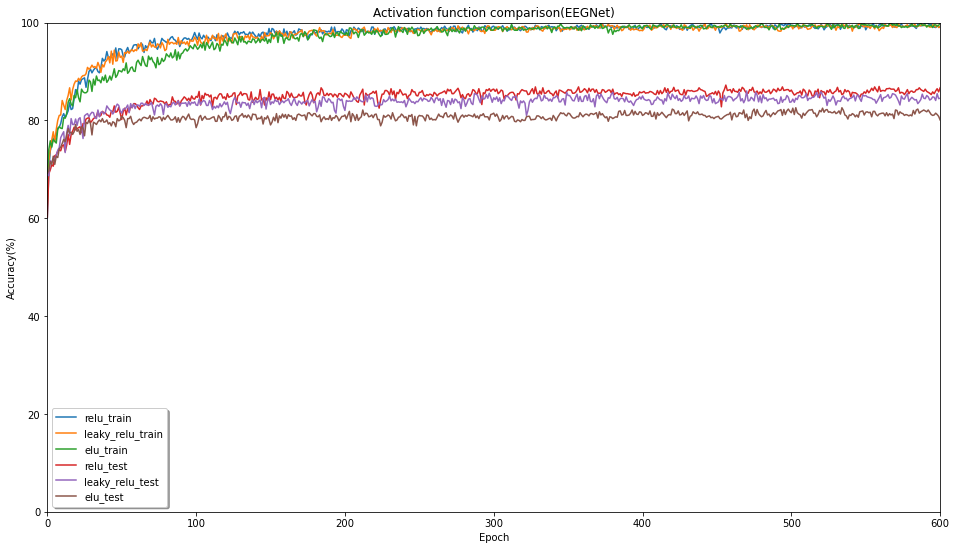 Activation function comparison(EEGNet)
100
80
60
40
20
0
Accuracy(%)
relu_train
leaky_relu_train
elu_train
relu_test
leaky_relu_test
elu_test
0 100 200 300 400 500 600
Epoch